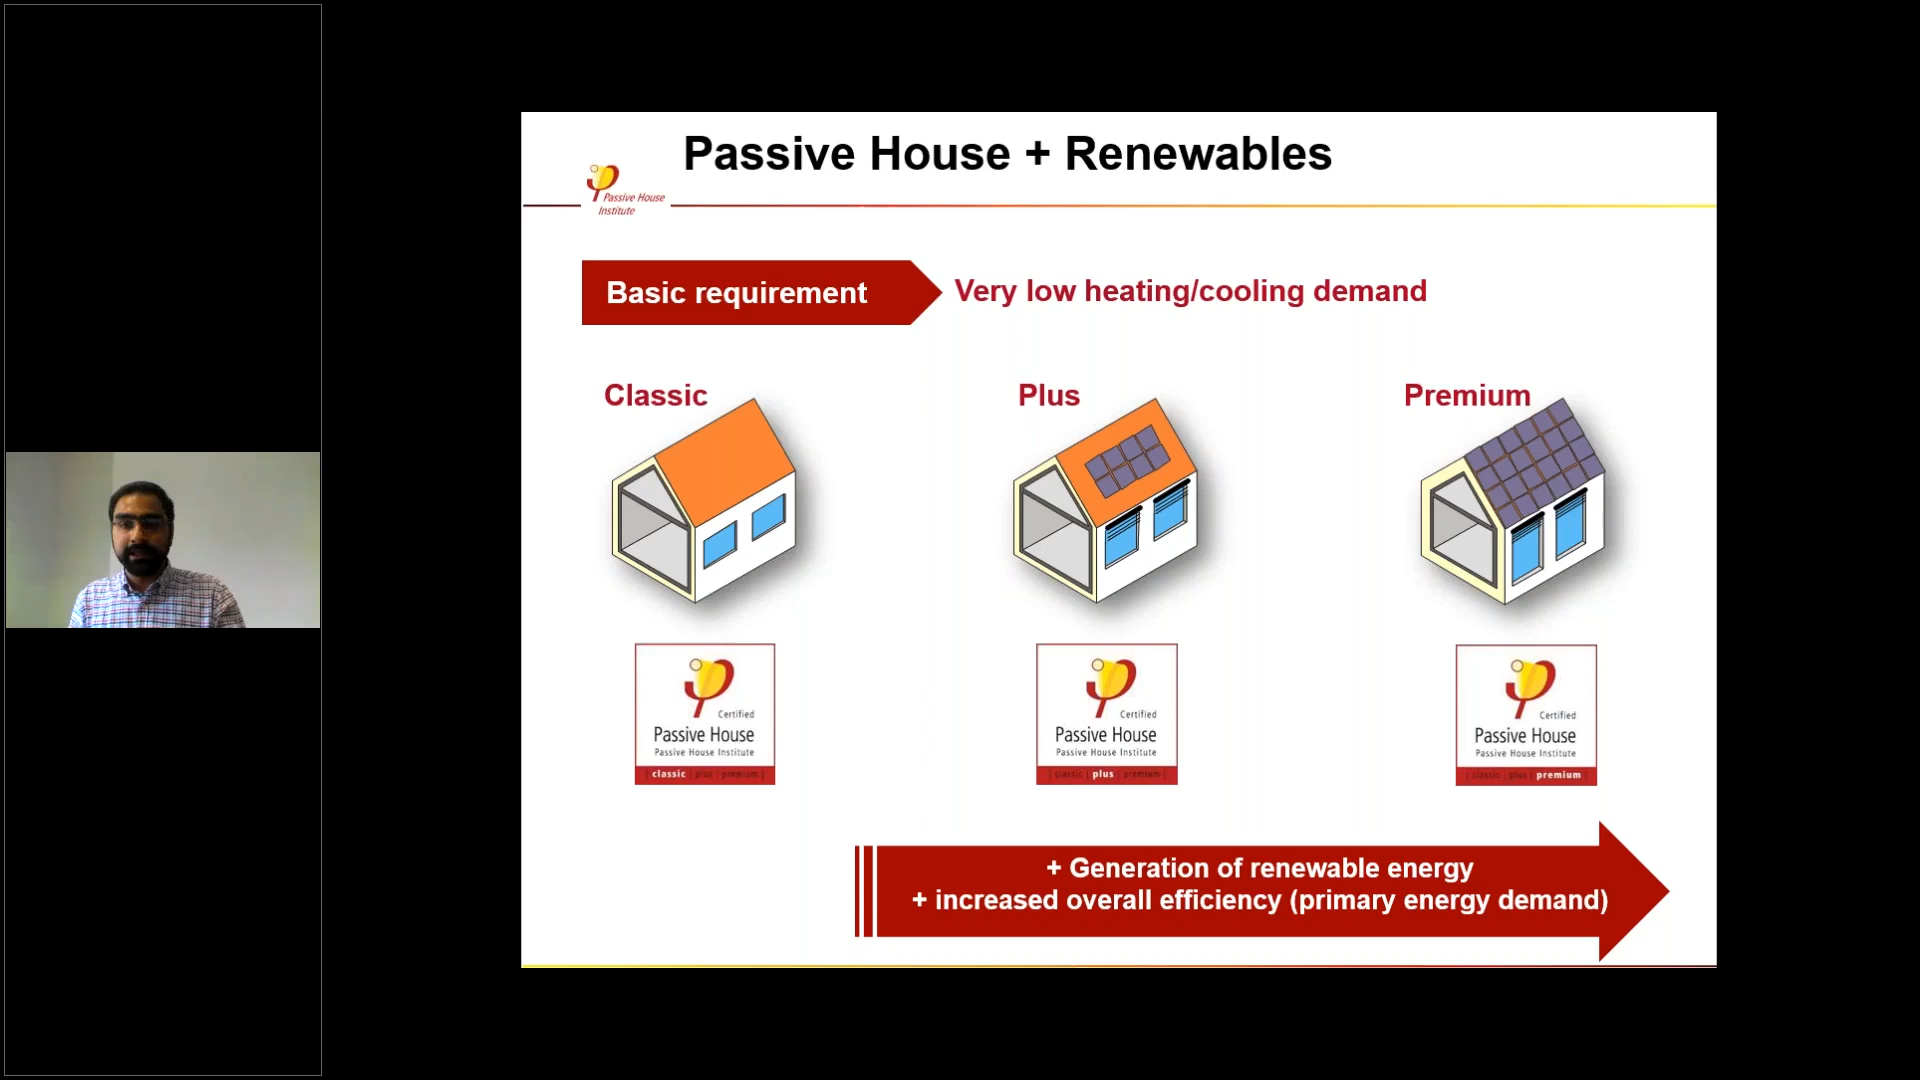 Passive House + Renewables
Passive House
Institute
Basic requirement
Very low heating/cooling demand
Classic
Plus
Premium
Certified
Passive House
Passive House Institute
| classic | plus | premium |
Certified
Passive House
Passive House Institute
| classic | plus | premium |
Certified
Passive House
Passive House Institute
| classic | plus | premium |
+ Generation of renewable energy
+ increased overall efficiency (primary energy demand)